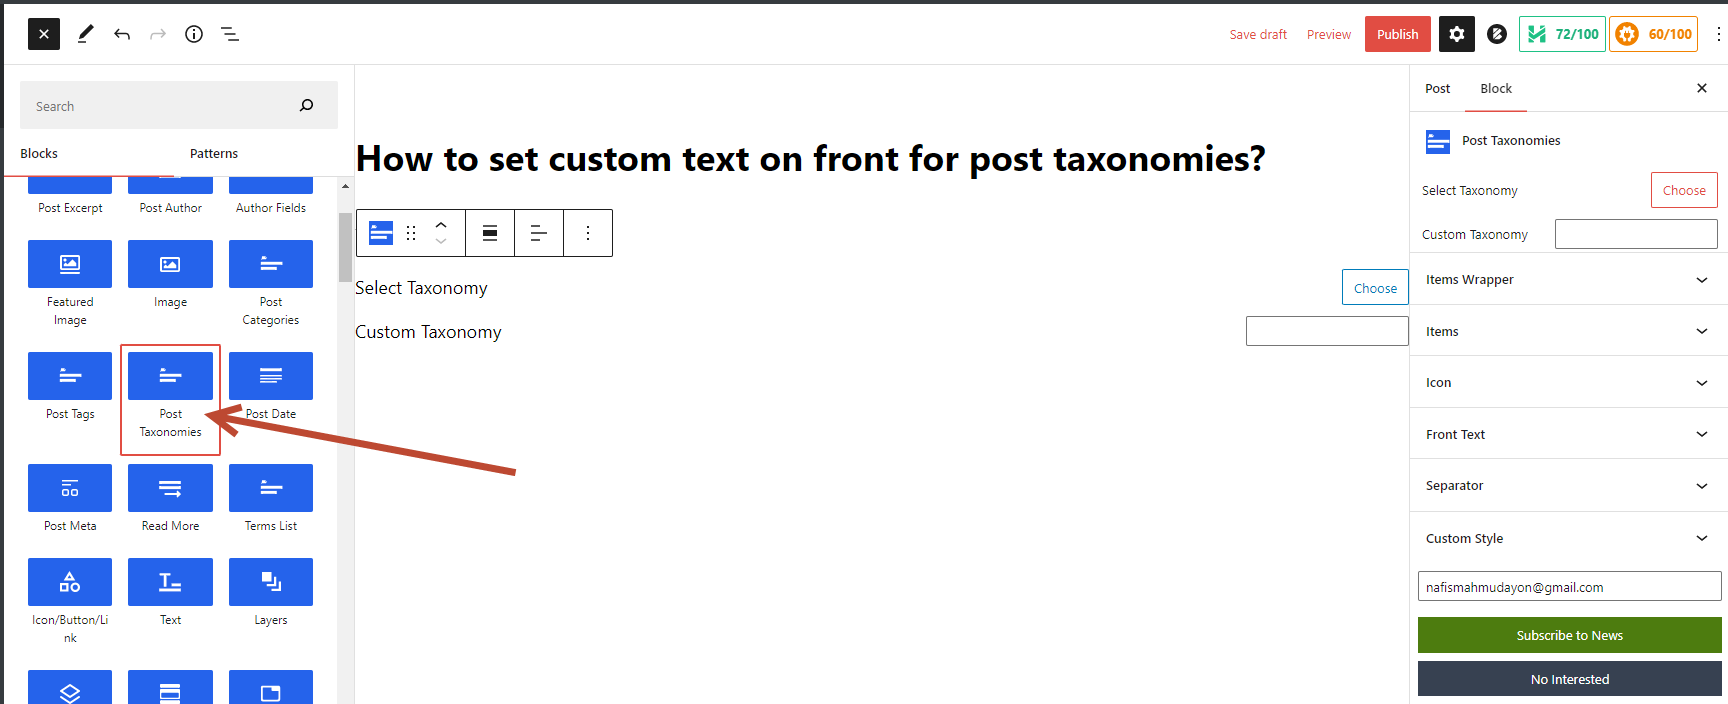 Save draft
Preview
Publish
72/100
60/100
Search
Blocks
Patterns
Post Excerpt
Post Author
Author Fields
Featured
Image
Image
Post
Categories
Post Tags
Post
Taxonomies
Post Date
Post Meta
Read More
Terms List
Icon/Button/Li
nk
Text
Layers
How to set custom text on front for post taxonomies?
Select Taxonomy
Choose
Custom Taxonomy
Post
Block
Post Taxonomies
Select Taxonomy
Choose
Custom Taxonomy
Items Wrapper
Items
Icon
Front Text
Separator
Custom Style
nafismahmudayon@gmail.com
Subscribe to News
No Interested